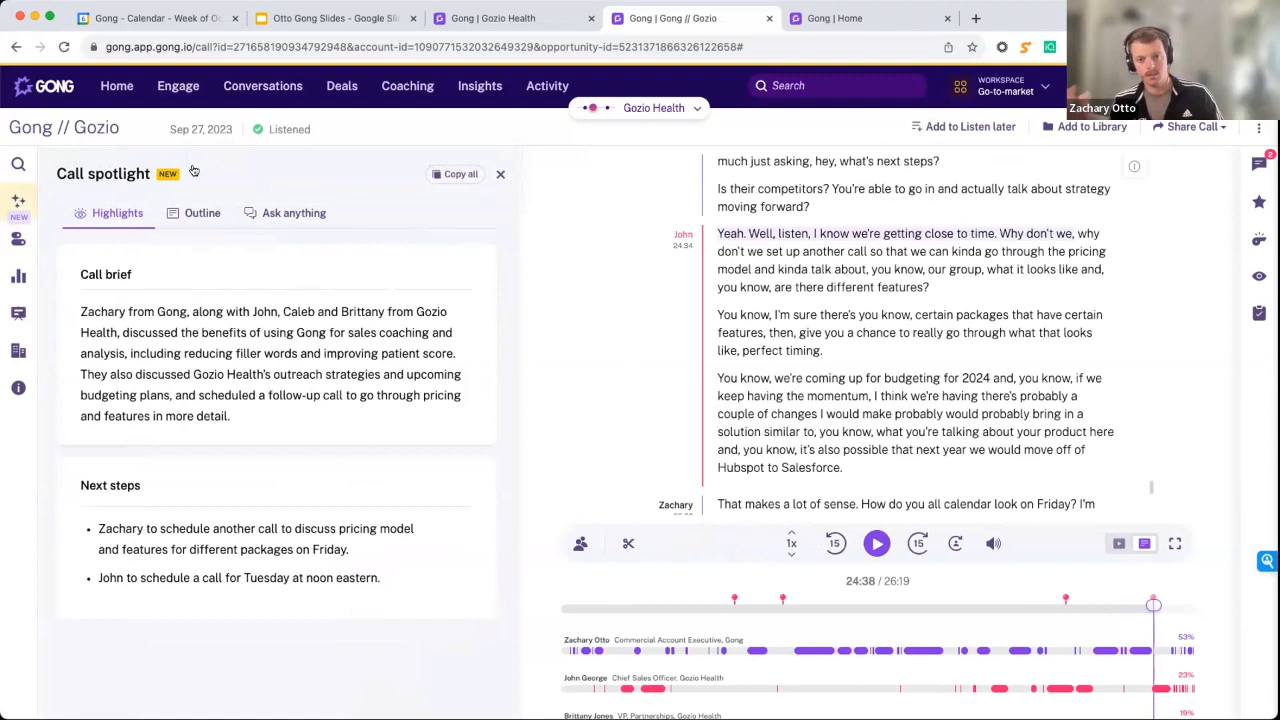 Gong - Calendar - Week of Oc
Otto Gong Slides - Google Sli
Gong | Gozio Health
Gong | Gong // Gozio
Gong | Home
gong.app.gong.io/call?id=271658190934792948&account-id=1090771532032649329&opportunity-id=5231371866326122658#
GONG
Home
Engage
Conversations
Deals
Coaching
Insights
Activity
Search
WORKSPACE
Go-to-market
Zachary Otto
Gozio Health
Gong // Gozio
Sep 27, 2023
Listened
Add to Listen later
Add to Library
Share Call
2
NEW
Call spotlight NEW
Copy all
Highlights
Outline
Ask anything
Call brief
Zachary from Gong, along with John, Caleb and Brittany from Gozio
Health, discussed the benefits of using Gong for sales coaching and
analysis, including reducing filler words and improving patient score.
They also discussed Gozio Health's outreach strategies and upcoming
budgeting plans, and scheduled a follow-up call to go through pricing
and features in more detail.
Next steps
• Zachary to schedule another call to discuss pricing model
and features for different packages on Friday.
• John to schedule a call for Tuesday at noon eastern.
much just asking, hey, what's next steps?
Is their competitors? You're able to go in and actually talk about strategy
moving forward?
John
24:34
Yeah. Well, listen, I know we're getting close to time. Why don't we, why
don't we set up another call so that we can kinda go through the pricing
model and kinda talk about, you know, our group, what it looks like and,
you know, are there different features?
You know, I'm sure there's you know, certain packages that have certain
features, then, give you a chance to really go through what that looks
like, perfect timing.
You know, we're coming up for budgeting for 2024 and, you know, if we
keep having the momentum, I think we're having there's probably a
couple of changes I would make probably would probably bring in a
solution similar to, you know, what you're talking about your product here
and, you know, it's also possible that next year we would move off of
Hubspot to Salesforce.
Zachary
That makes a lot of sense. How do you all calendar look on Friday? I'm
1x
15
15
24:38 / 26:19
Zachary Otto Commercial Account Executive, Gong
53%
John George Chief Sales Officer, Gozio Health
23%
Brittany Jones VP, Partnerships, Gozio Health
19%